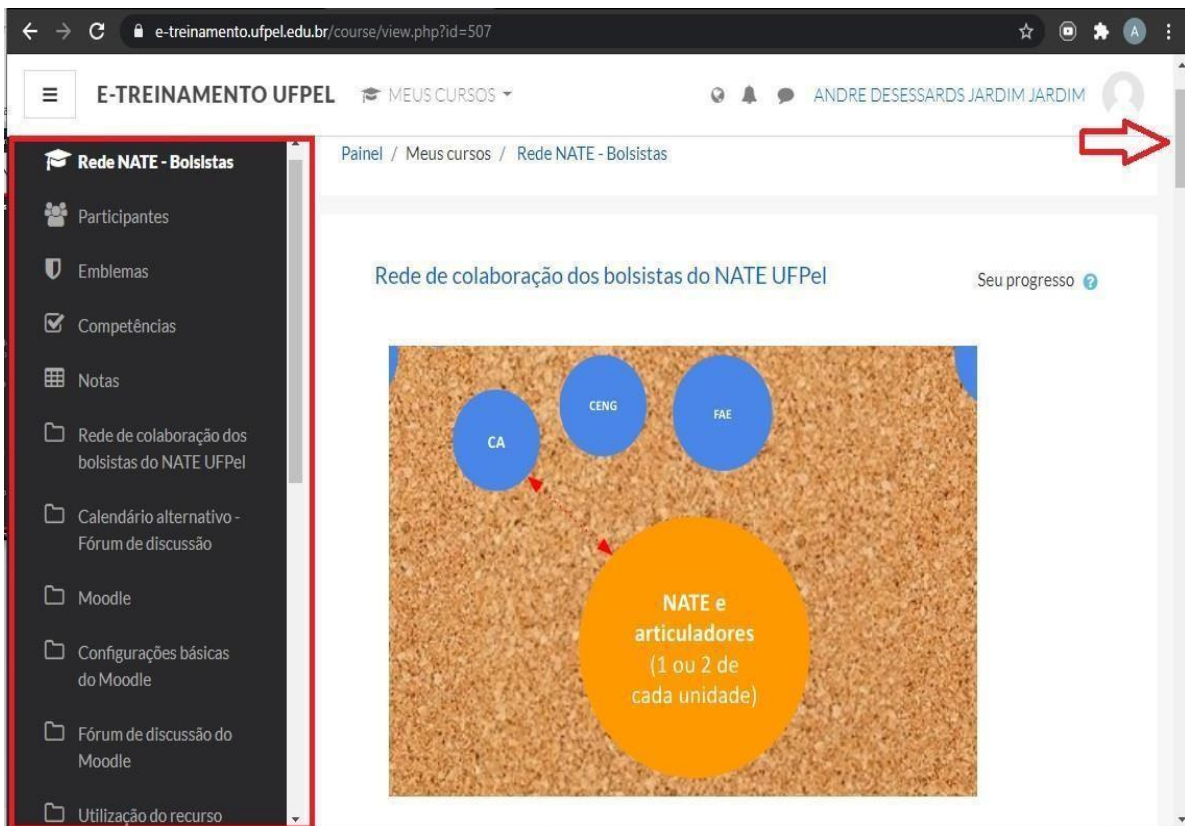 e-treinamento.ufpel.edu.br/course/view.php?id=507
A
E-TREINAMENTO UFPEL
MEUS CURSOS
ANDRE DESESSARDS JARDIM JARDIM
Rede NATE - Bolsistas
Participantes
Emblemas
Competências
Notas
Rede de colaboração dos
bolsistas do NATE UFPel
Calendário alternativo -
Fórum de discussão
Moodle
Configurações básicas
do Moodle
Fórum de discussão do
Moodle
Utilização do recurso
Painel / Meus cursos / Rede NATE - Bolsistas
Rede de colaboração dos bolsistas do NATE UFPel
Seu progresso ?
CENG
FAE
CA
NATE e
articuladores
(1 ou 2 de
cada unidade)